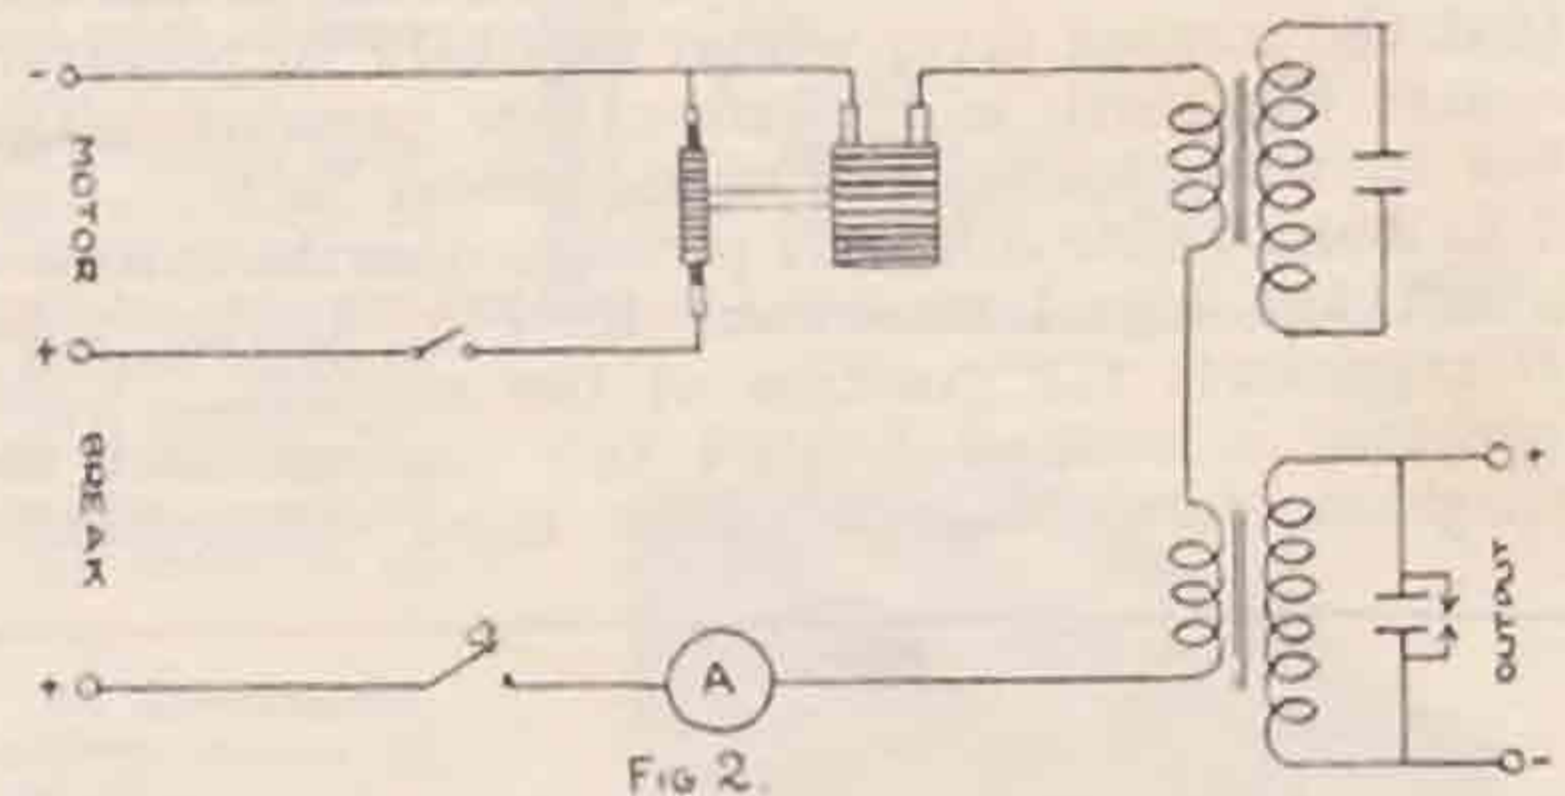 -
MOTOR
+
BREAK
+
A
+
OUTPUT
-
FIG 2.